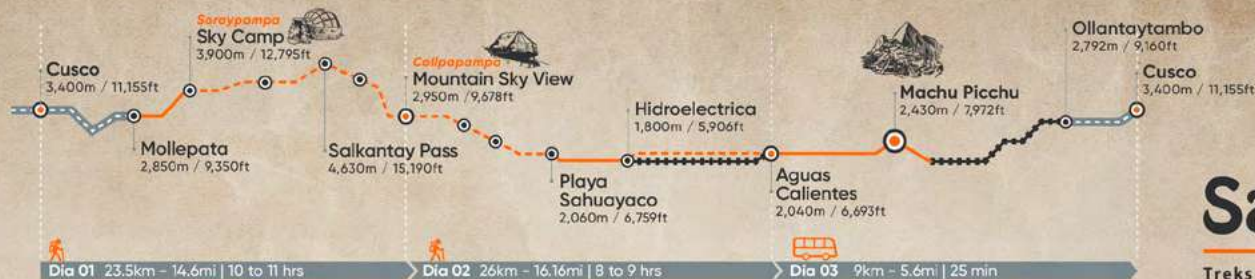 Cusco
3,400m / 11,155ft
Mollepata
2,850m / 9,350ft
Soraypampa
Sky Camp
3,900m / 12,795ft
Salkantay Pass
4,630m / 15,190ft
Collpapampa
Mountain Sky View
2,950m /9,678ft
Playa
Sahuayaco
2,060m / 6,759ft
Hidroelectrica
1,800m / 5,906ft
Aguas
Calientes
2,040m / 6,693ft
Machu Picchu
2,430m / 7,972ft
Ollantaytambo
2,792m / 9,160ft
Cusco
3,400m / 11,155ft
Sa
Treks
Dia 01 23.5km - 14.6mi | 10 to 11 hrs
Dia 02 26km - 16.16mi | 8 to 9 hrs
Dia 03 9km - 5.6mi | 25 min